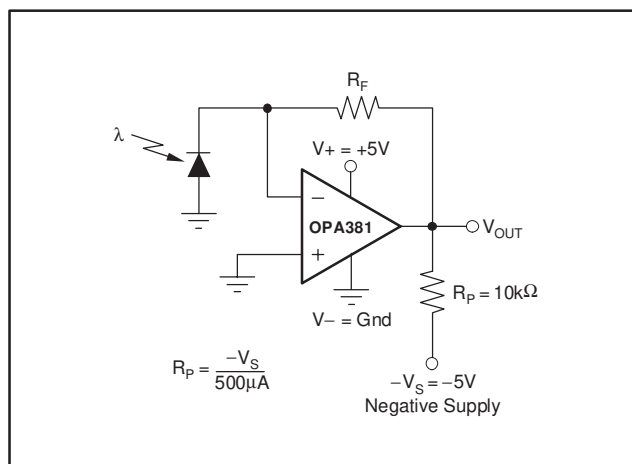 R_F
λ
V+ = +5V
−
OPA381
+
V_OUT
R_P = 10kΩ
V− = Gnd
R_P = −V_S / 500μA
−V_S = −5V
Negative Supply